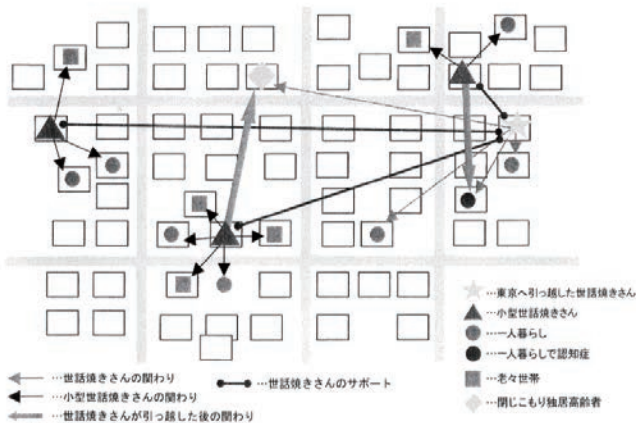 …東京へ引っ越した世話焼きさん
…小型世話焼きさん
…一人暮らし
…一人暮らしで認知症
…老々世帯
…閉じこもり独居高齢者
…世話焼きさんの関わり
…世話焼きさんのサポート
…小型世話焼きさんの関わり
…世話焼きさんが引っ越した後の関わり